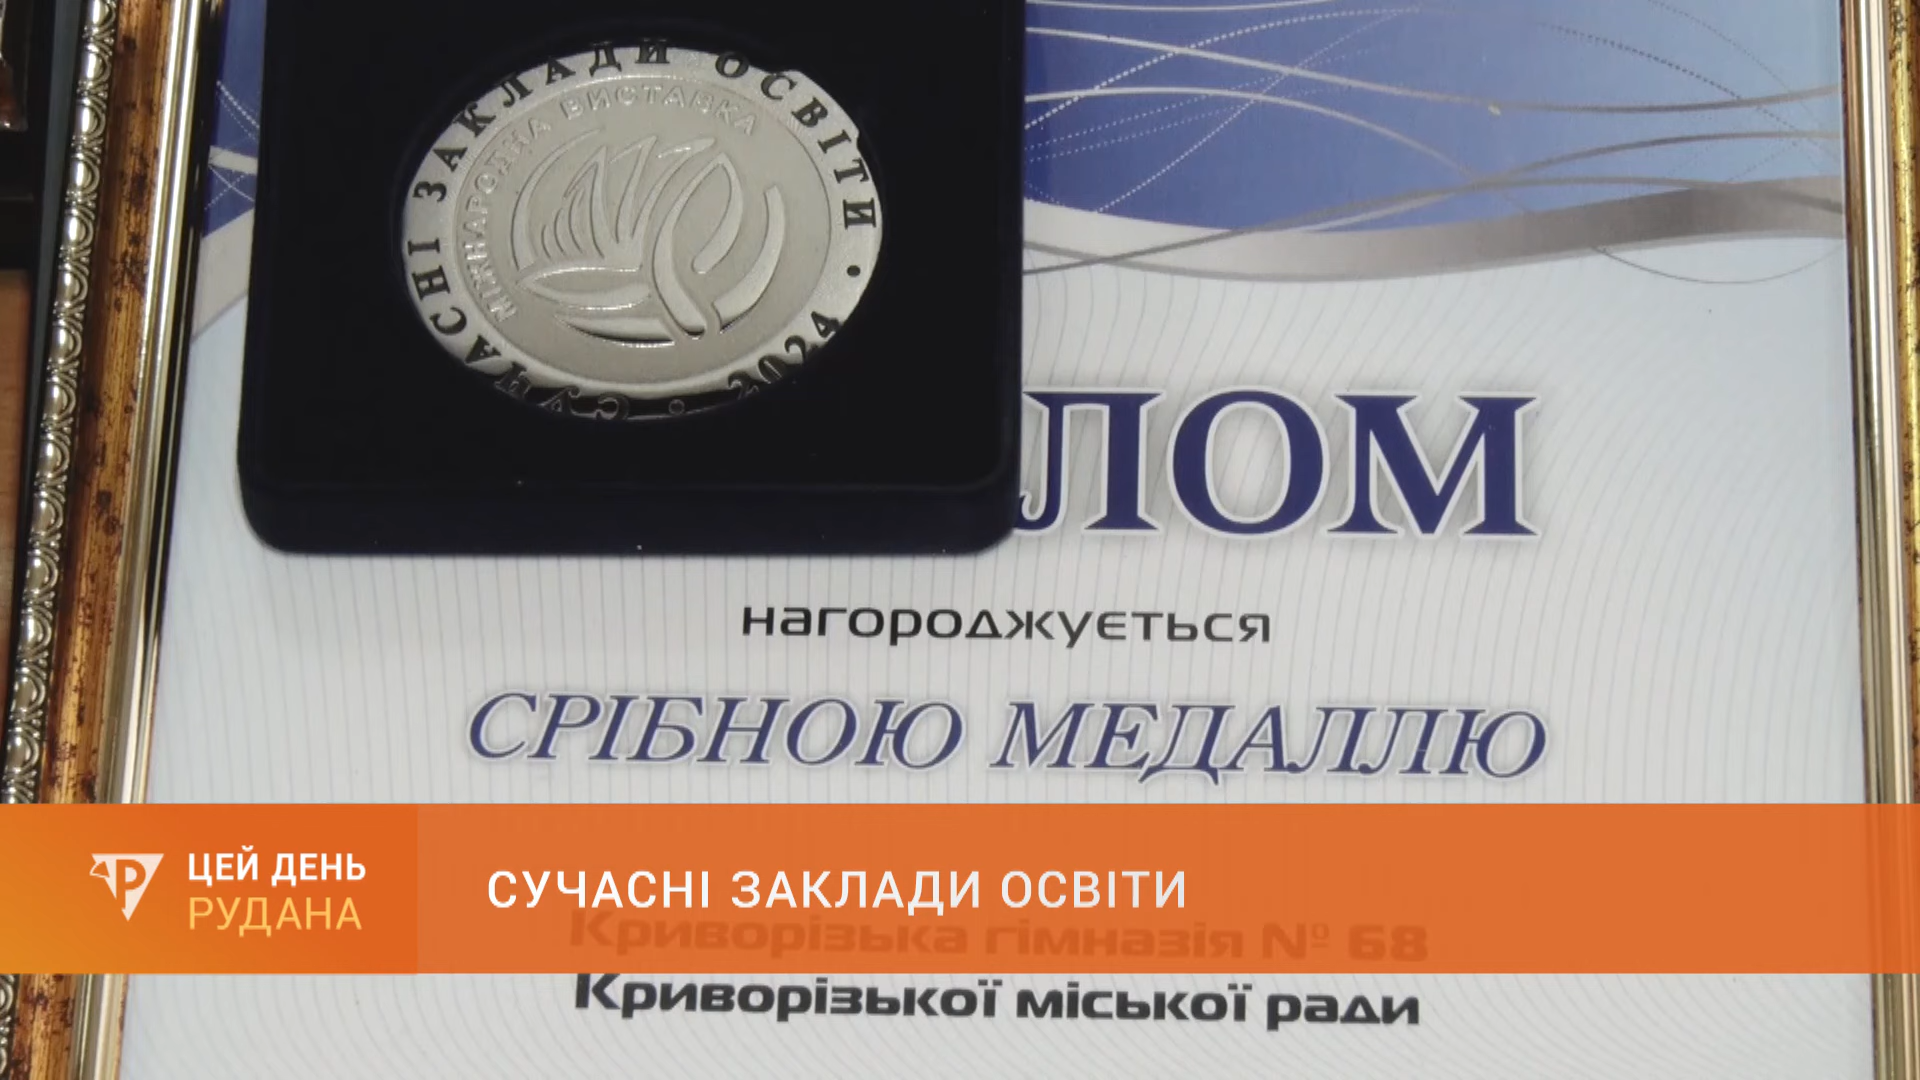 СУЧАСНІ ЗАКЛАДИ ОСВІТИ • 2024 •
МІЖНАРОДНА ВИСТАВКА
ЛОМ
нагороджується
СРІБНОЮ МЕДАЛЛЮ
ЦЕЙ ДЕНЬ
РУДАНА
СУЧАСНІ ЗАКЛАДИ ОСВІТИ
Криворізька гімназія № 68
Криворізької міської ради